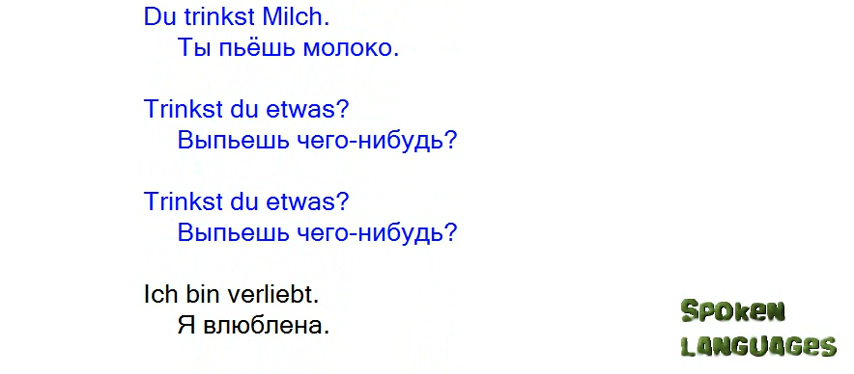 Du trinkst Milch.
Ты пьёшь молоко.
Trinkst du etwas?
Выпьешь чего-нибудь?
Trinkst du etwas?
Выпьешь чего-нибудь?
Ich bin verliebt.
Я влюблена.
Spoken
Languages